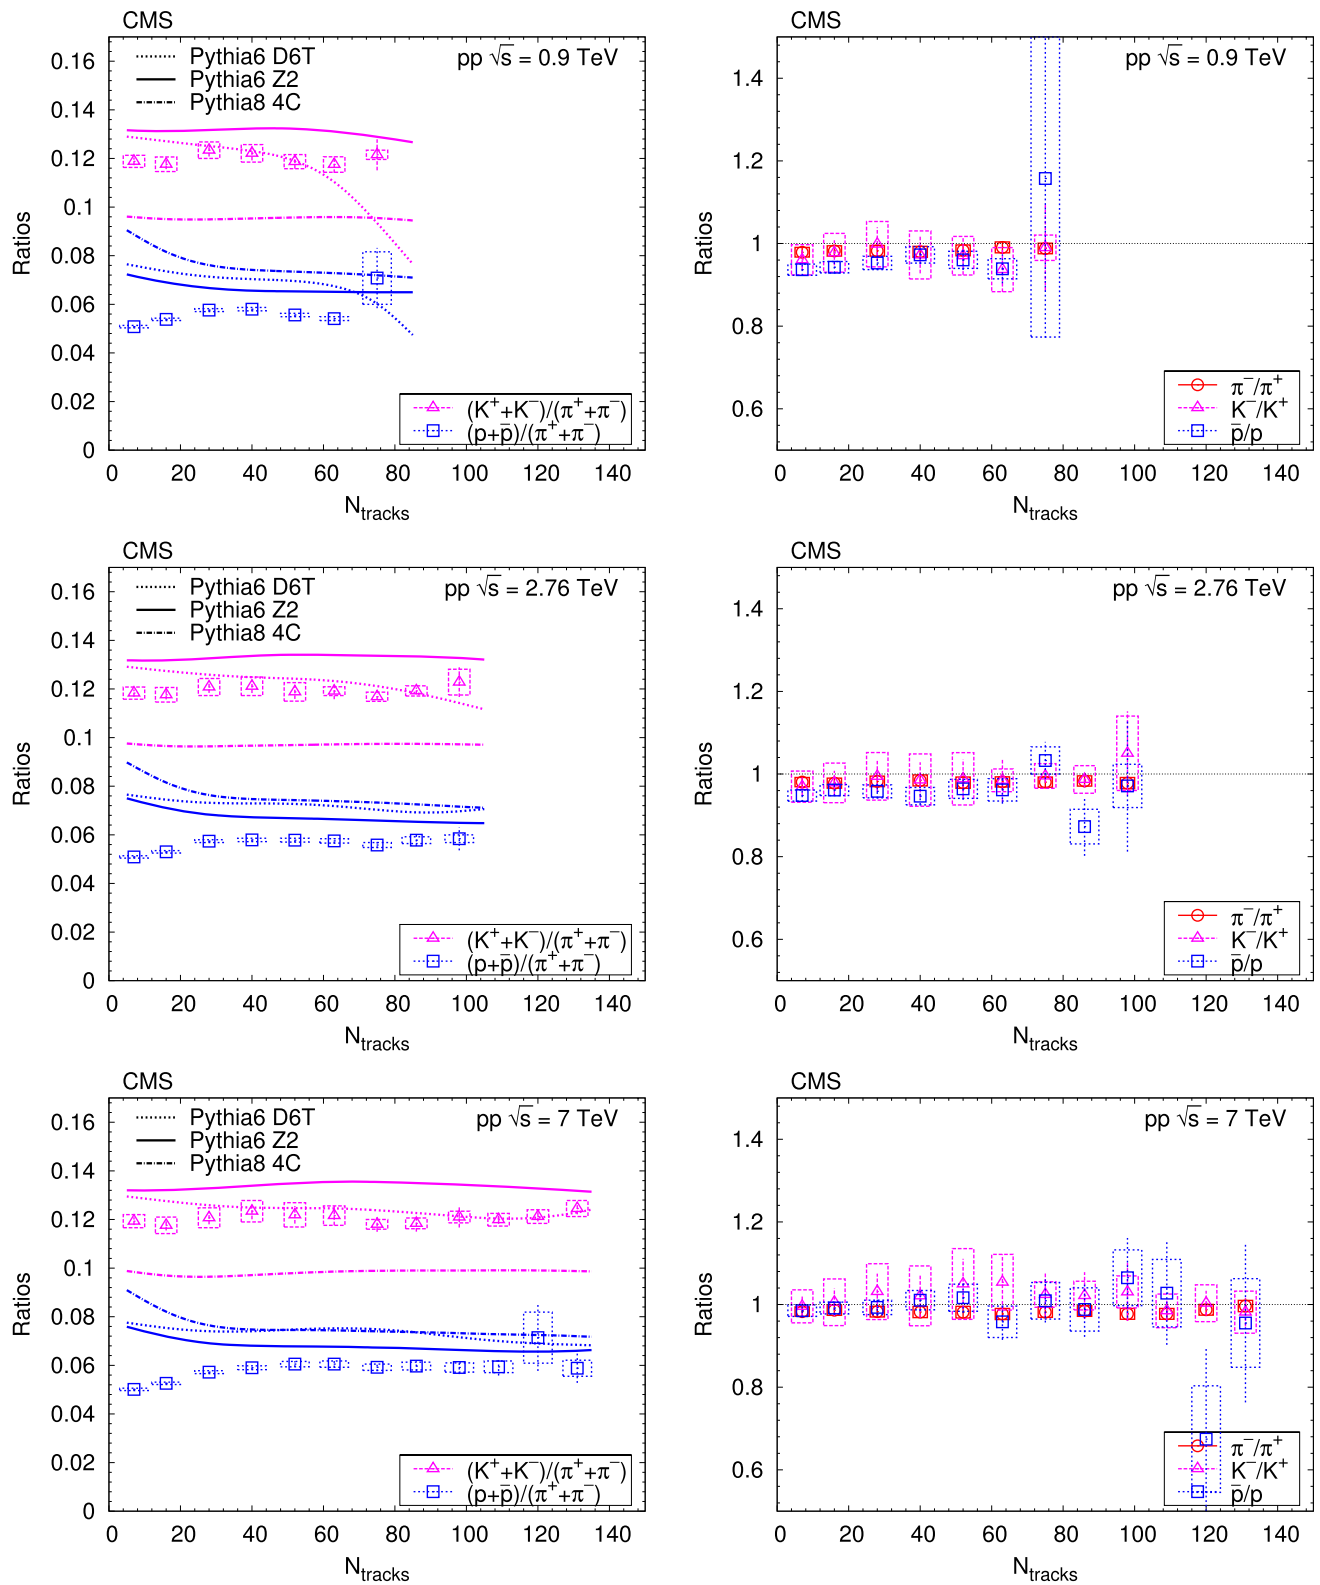 CMS
0.16
0.14
0.12
0.1
0.08
0.06
0.04
0.02
0
Ratios
Pythia6 D6T
Pythia6 Z2
Pythia8 4C
pp √s = 0.9 TeV
(K⁺+K⁻)/(π⁺+π⁻)
(p+p̅)/(π⁺+π⁻)
0 20 40 60 80 100 120 140
N_tracks
CMS
1.4
1.2
1
0.8
0.6
Ratios
pp √s = 0.9 TeV
π⁻/π⁺
K⁻/K⁺
p̅/p
0 20 40 60 80 100 120 140
N_tracks
CMS
0.16
0.14
0.12
0.1
0.08
0.06
0.04
0.02
0
Ratios
Pythia6 D6T
Pythia6 Z2
Pythia8 4C
pp √s = 2.76 TeV
(K⁺+K⁻)/(π⁺+π⁻)
(p+p̅)/(π⁺+π⁻)
0 20 40 60 80 100 120 140
N_tracks
CMS
1.4
1.2
1
0.8
0.6
Ratios
pp √s = 2.76 TeV
π⁻/π⁺
K⁻/K⁺
p̅/p
0 20 40 60 80 100 120 140
N_tracks
CMS
0.16
0.14
0.12
0.1
0.08
0.06
0.04
0.02
0
Ratios
Pythia6 D6T
Pythia6 Z2
Pythia8 4C
pp √s = 7 TeV
(K⁺+K⁻)/(π⁺+π⁻)
(p+p̅)/(π⁺+π⁻)
0 20 40 60 80 100 120 140
N_tracks
CMS
1.4
1.2
1
0.8
0.6
Ratios
pp √s = 7 TeV
π⁻/π⁺
K⁻/K⁺
p̅/p
0 20 40 60 80 100 120 140
N_tracks